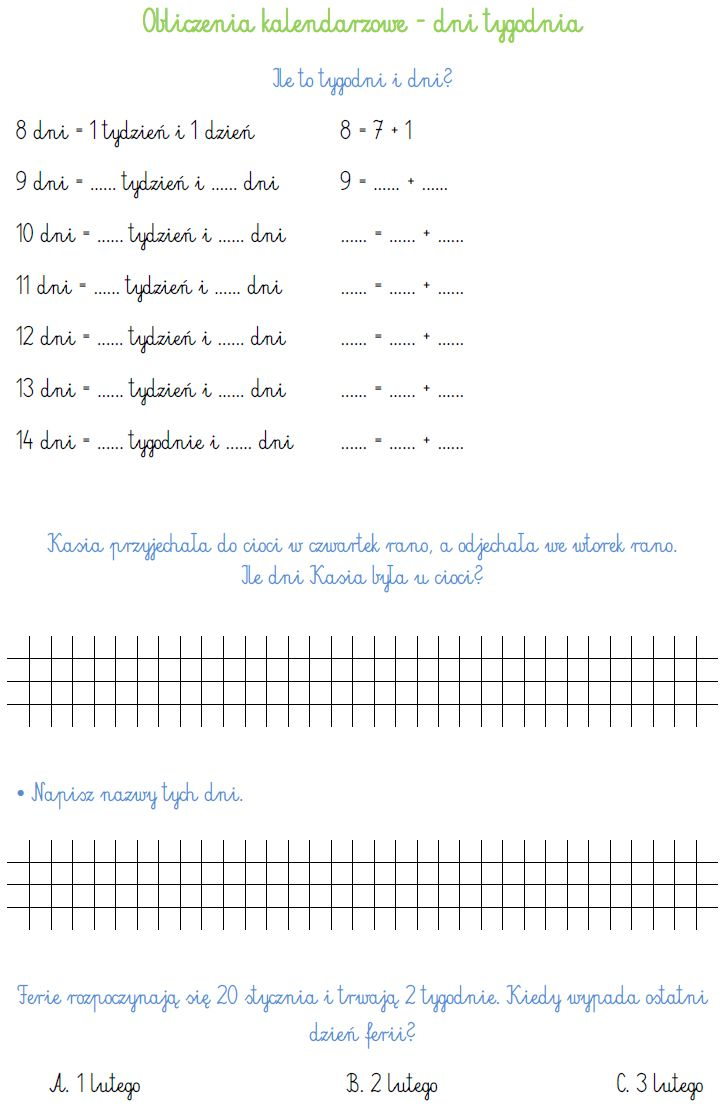 Obliczenia kalendarzowe - dni tygodnia
Ile to tygodni i dni?
8 dni = 1 tydzień i 1 dzień 8 = 7 + 1
9 dni = ...... tydzień i ...... dni 9 = ...... + ......
10 dni = ...... tydzień i ...... dni ...... = ...... + ......
11 dni = ...... tydzień i ...... dni ...... = ...... + ......
12 dni = ...... tydzień i ...... dni ...... = ...... + ......
13 dni = ...... tydzień i ...... dni ...... = ...... + ......
14 dni = ...... tygodnie i ...... dni ...... = ...... + ......
Kasia przyjechała do cioci w czwartek rano, a odjechała we wtorek rano.
Ile dni Kasia była u cioci?
• Napisz nazwy tych dni.
Ferie rozpoczynają się 20 stycznia i trwają 2 tygodnie. Kiedy wypada ostatni
dzień ferii?
A. 1 lutego B. 2 lutego C. 3 lutego